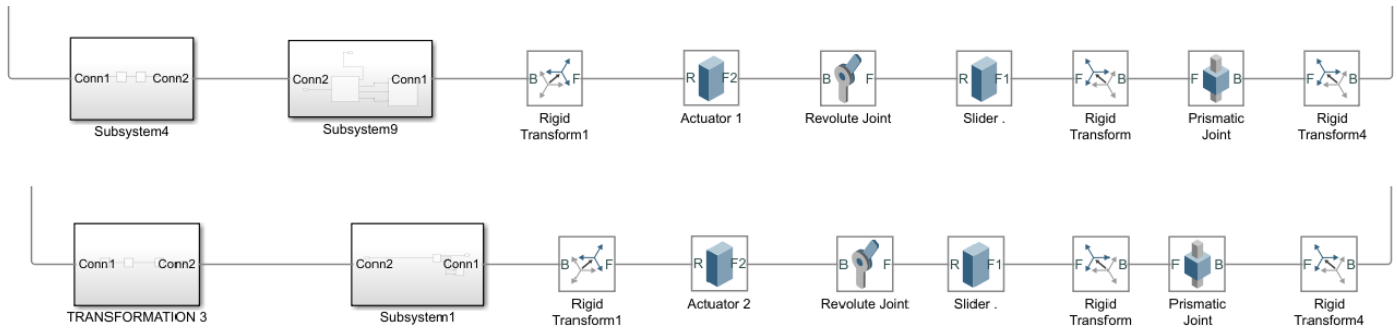 Conn1 Conn2 Conn2 Conn1 B F R F2 B F R F1 F B F B F B
Subsystem4 Subsystem9 Rigid Transform1 Actuator 1 Revolute Joint Slider . Rigid Transform Prismatic Joint Rigid Transform4
Conn1 Conn2 Conn2 Conn1 B F R F2 B F R F1 F B F B F B
TRANSFORMATION 3 Subsystem1 Rigid Transform1 Actuator 2 Revolute Joint Slider . Rigid Transform Prismatic Joint Rigid Transform4